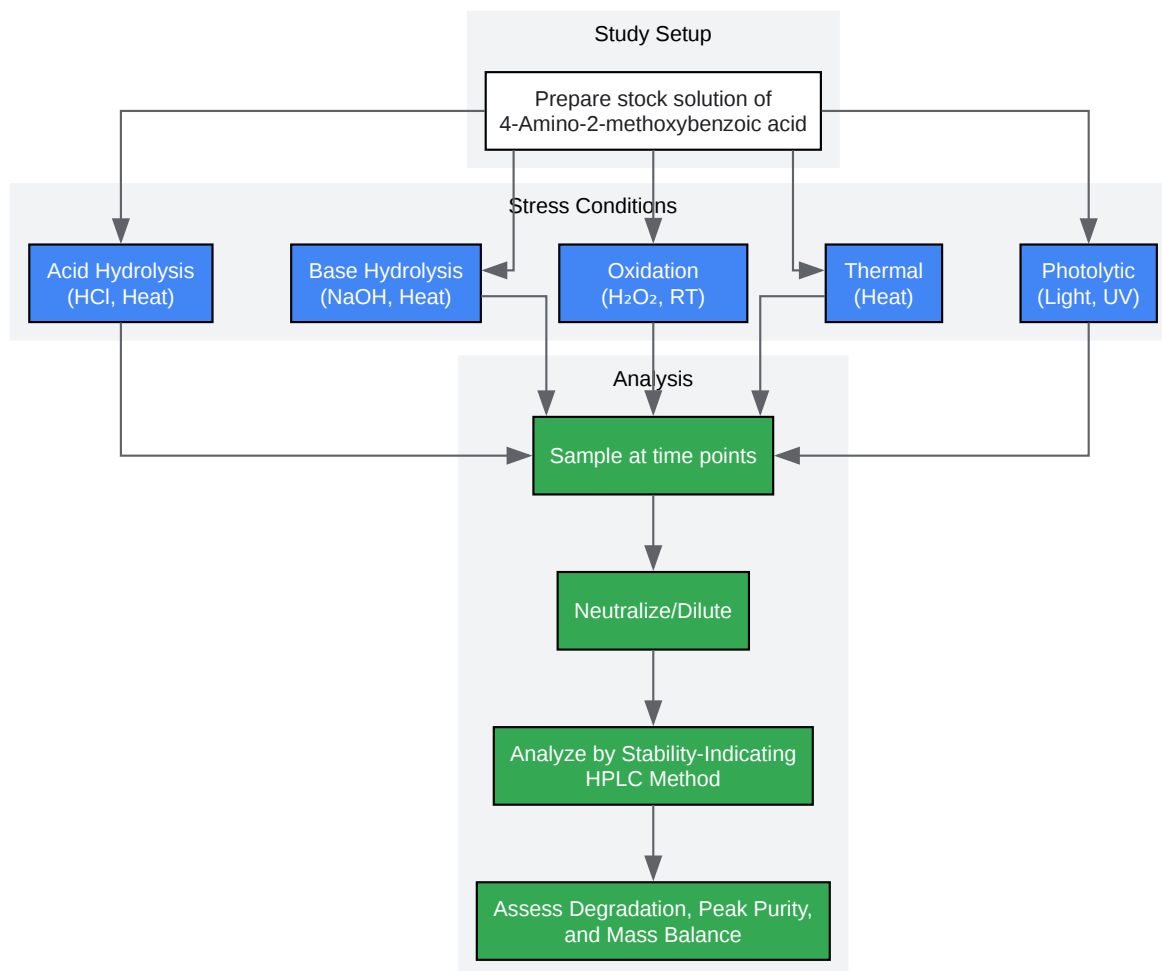 Study Setup
Prepare stock solution of
4-Amino-2-methoxybenzoic acid
Stress Conditions
Acid Hydrolysis
(HCl, Heat)
Base Hydrolysis
(NaOH, Heat)
Oxidation
(H₂O₂, RT)
Thermal
(Heat)
Photolytic
(Light, UV)
Analysis
Sample at time points
Neutralize/Dilute
Analyze by Stability-Indicating
HPLC Method
Assess Degradation, Peak Purity,
and Mass Balance